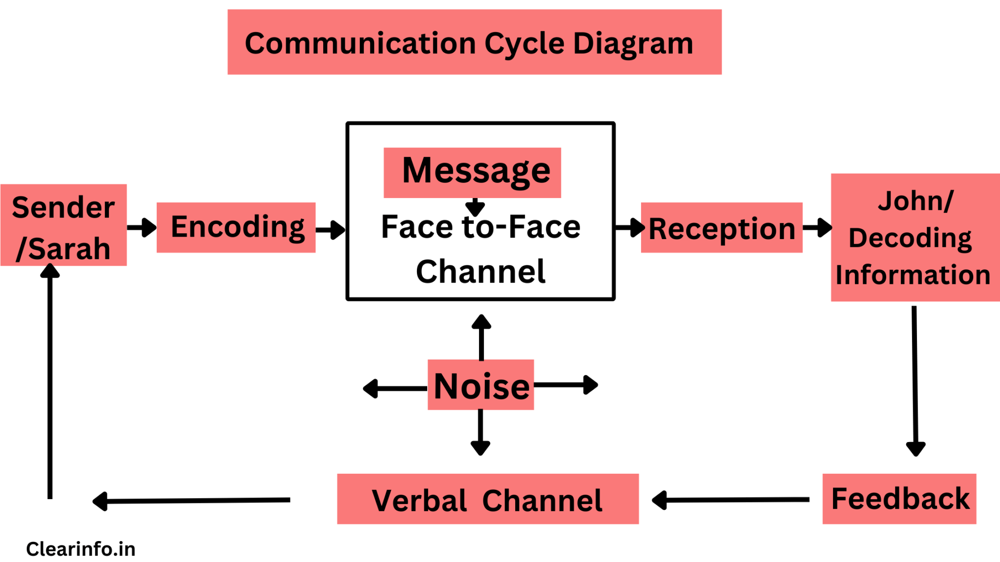 Communication Cycle Diagram
Message
Sender
/Sarah
Encoding
Face to-Face
Channel
Reception
John/
Decoding
Information
Noise
Verbal Channel
Feedback
Clearinfo.in